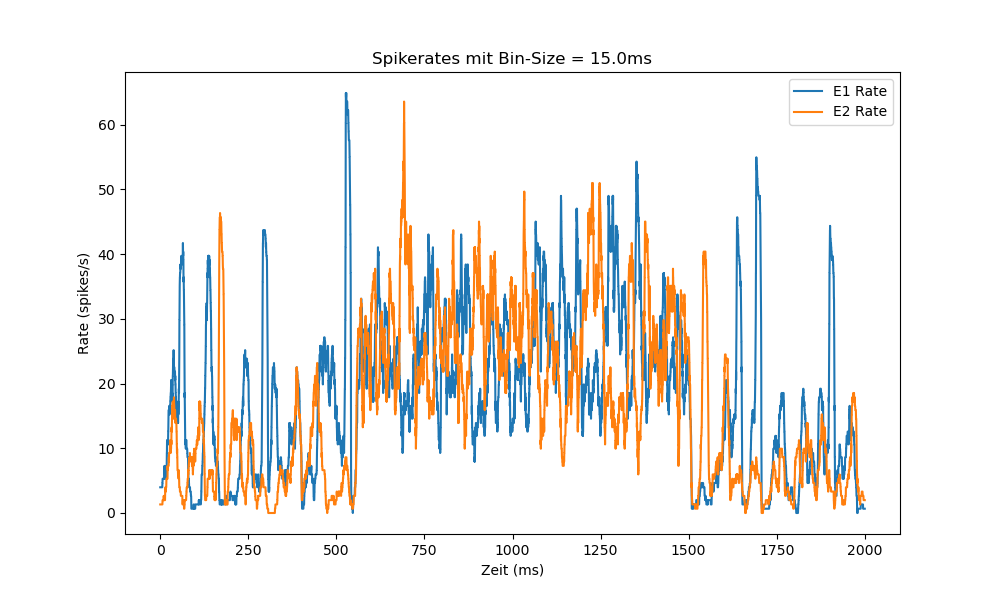 Spikerates mit Bin-Size = 15.0ms
E1 Rate
E2 Rate
Rate (spikes/s)
60
50
40
30
20
10
0
0 250 500 750 1000 1250 1500 1750 2000
Zeit (ms)